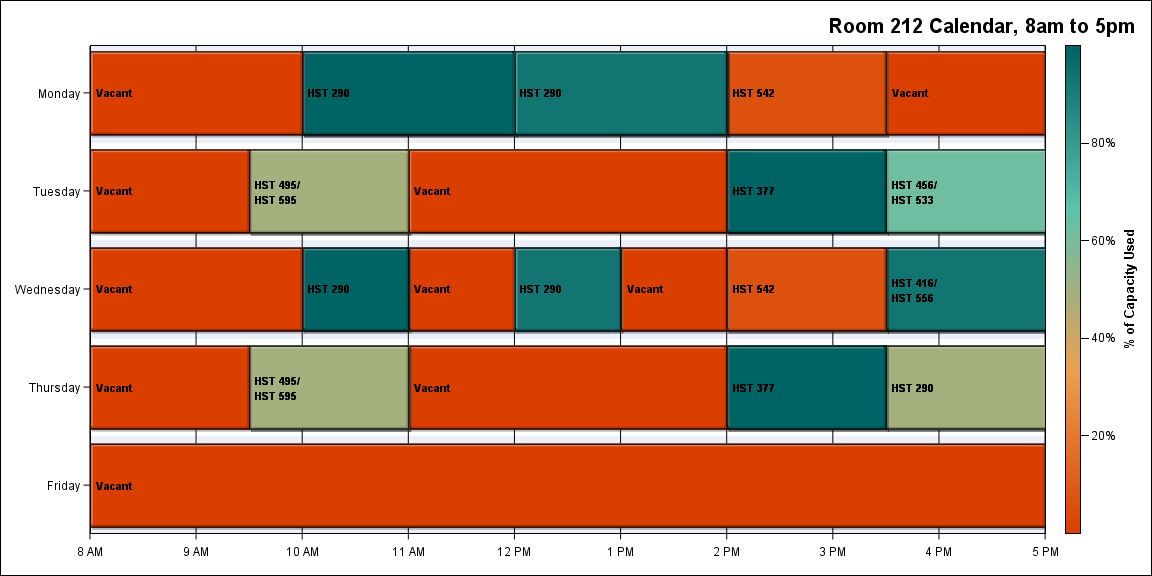 Room 212 Calendar, 8am to 5pm
Monday
Vacant
HST 290
HST 290
HST 542
Vacant
Tuesday
Vacant
HST 495/
HST 595
Vacant
HST 377
HST 456/
HST 533
Wednesday
Vacant
HST 290
Vacant
HST 290
Vacant
HST 542
HST 416/
HST 556
Thursday
Vacant
HST 495/
HST 595
Vacant
HST 377
HST 290
Friday
Vacant
8 AM
9 AM
10 AM
11 AM
12 PM
1 PM
2 PM
3 PM
4 PM
5 PM
80%
60%
40%
20%
% of Capacity Used